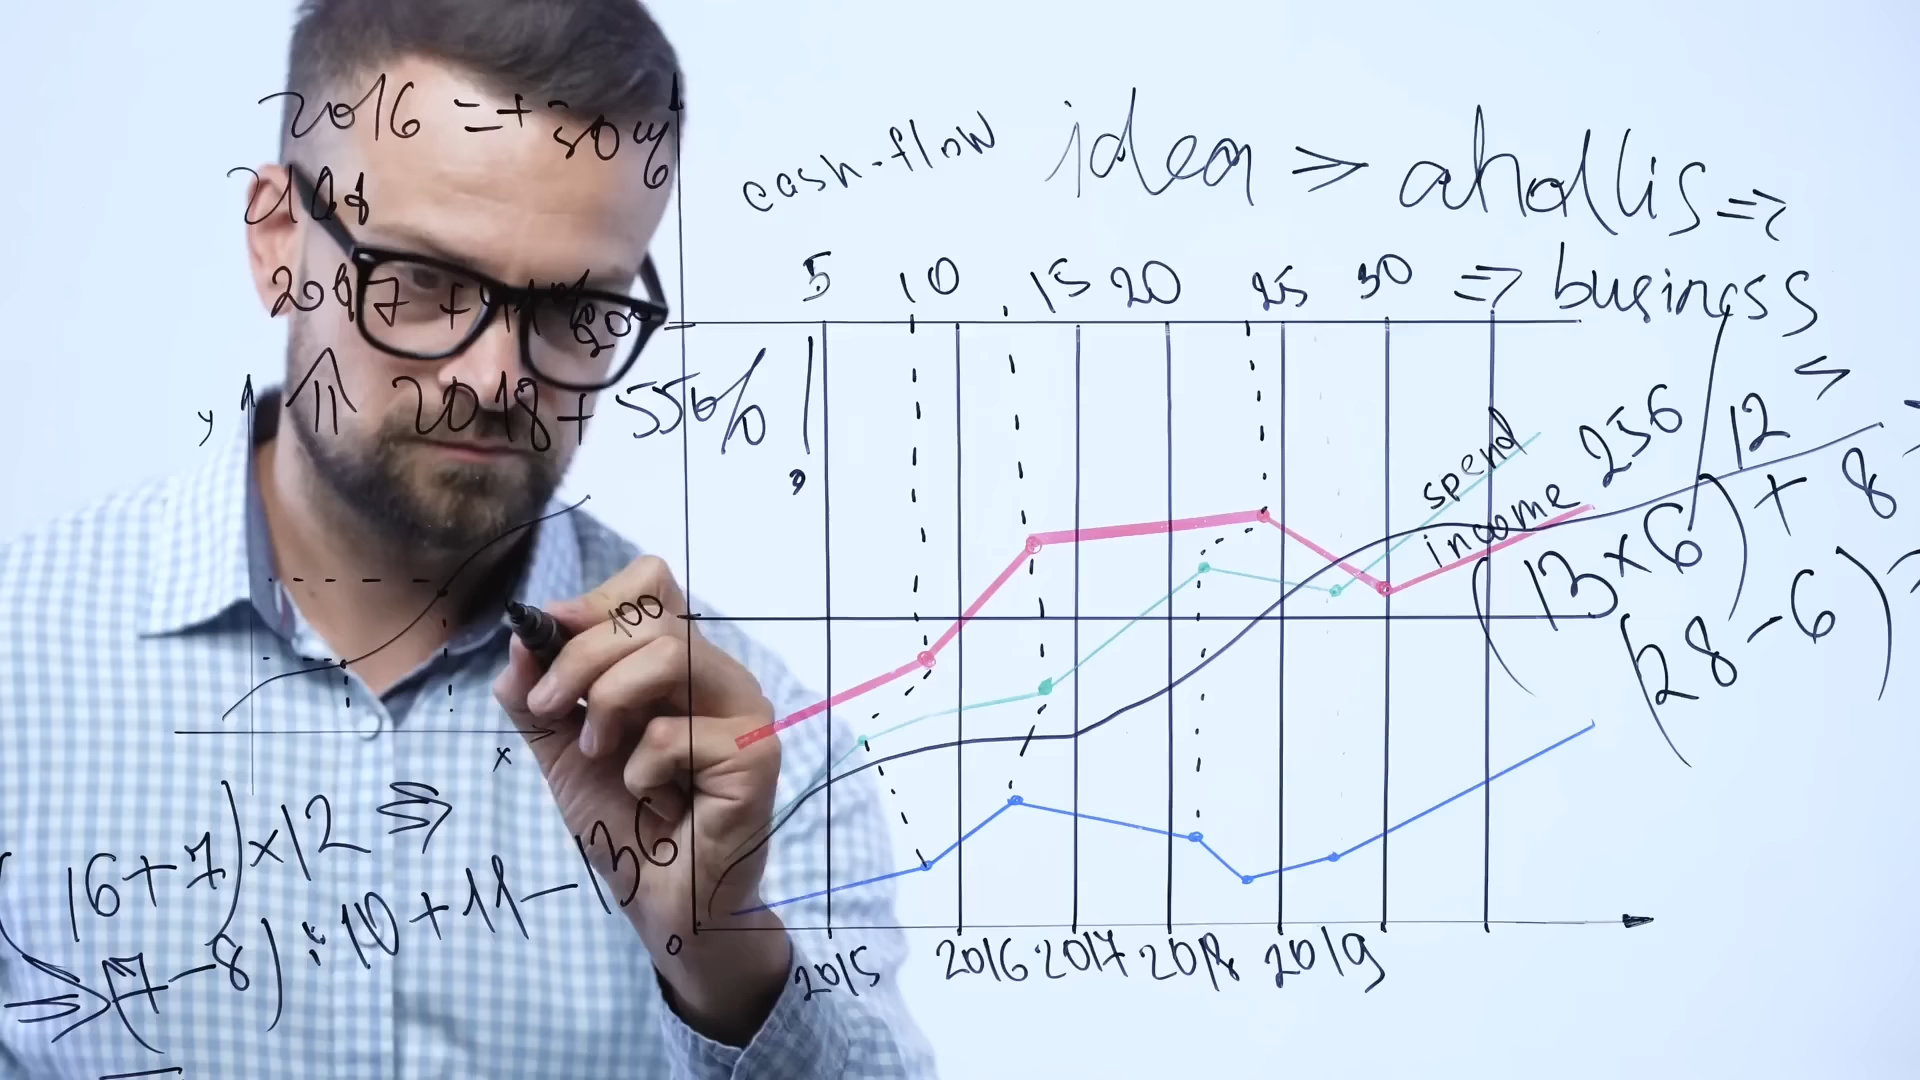 2016 = + 30
cash-flow idea => ahallis =>
2017 +
5 10 15 20 25 30 => business
2018 + 55%!
y
256 12
spend
income
(13×6) + 8
(28-6)
100
x
(16+7)×12 =>
=> (7-8) ÷ 10 + 11 - 136
0
2015 2016 2017 2018 2019